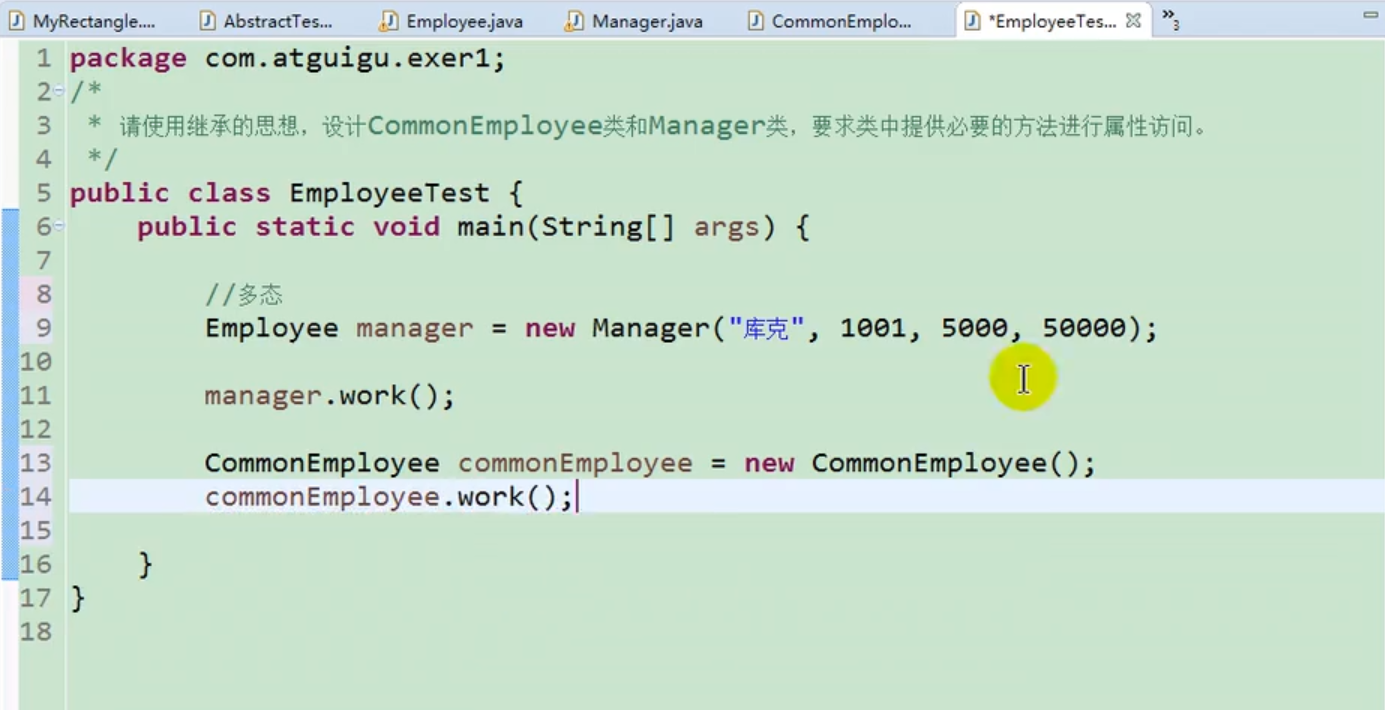 MyRectangle....
AbstractTes...
Employee.java
Manager.java
CommonEmplo...
*EmployeeTes...
»3
1 package com.atguigu.exer1;
2 /*
3  * 请使用继承的思想，设计CommonEmployee类和Manager类，要求类中提供必要的方法进行属性访问。
4  */
5 public class EmployeeTest {
6     public static void main(String[] args) {
7
8         //多态
9         Employee manager = new Manager("库克", 1001, 5000, 50000);
10
11         manager.work();
12
13         CommonEmployee commonEmployee = new CommonEmployee();
14         commonEmployee.work();
15
16     }
17 }
18